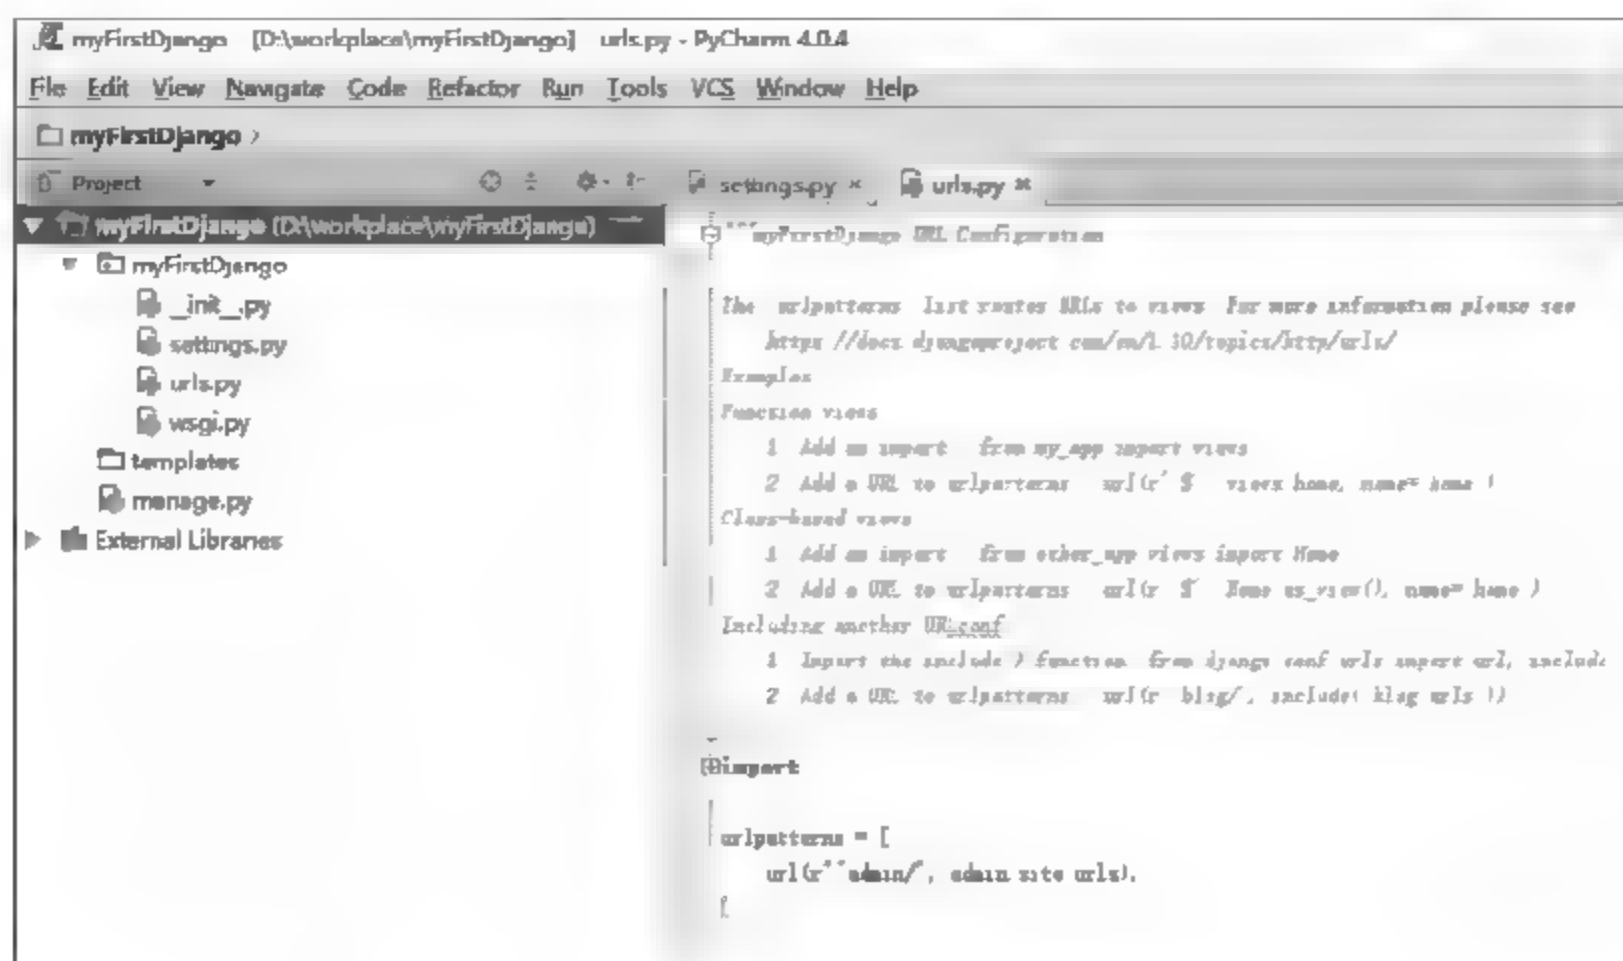 myFirstDjango [D:\workplace\myFirstDjango] urls.py - PyCharm 4.0.4
File Edit View Navigate Code Refactor Run Tools VCS Window Help
myFirstDjango
Project
settings.py urls.py
myFirstDjango (D:\workplace\myFirstDjango)
myFirstDjango
__init__.py
settings.py
urls.py
wsgi.py
templates
manage.py
External Libraries
"""myFirstDjango URL Configuration
The urlpatterns list routes URLs to views For more information please see
https //docs djangoproject com/en/1 10/topics/http/urls/
Examples
Function views
1 Add an import from my_app import views
2 Add a URL to urlpatterns url(r^$ views home, name= home )
Class-based views
1 Add an import from other_app views import Home
2 Add a URL to urlpatterns url(r $ Home as_view(), name= home )
Including another URLconf
1 Import the include ) function from django conf urls import url, include
2 Add a URL to urlpatterns url(r blog/ , include( blog urls ))
import
urlpatterns = [
url(r'^admin/', admin site urls),